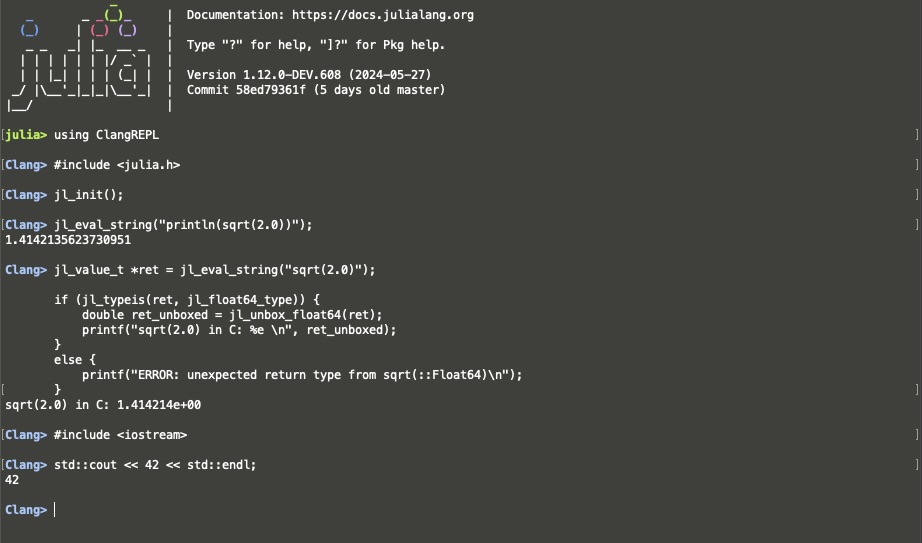 Documentation: https://docs.julialang.org
Type "?" for help, "]?" for Pkg help.
Version 1.12.0-DEV.608 (2024-05-27)
Commit 58ed79361f (5 days old master)
julia> using ClangREPL
Clang> #include <julia.h>
Clang> jl_init();
Clang> jl_eval_string("println(sqrt(2.0))");
1.4142135623730951
Clang> jl_value_t *ret = jl_eval_string("sqrt(2.0)");
if (jl_typeis(ret, jl_float64_type)) {
double ret_unboxed = jl_unbox_float64(ret);
printf("sqrt(2.0) in C: %e \n", ret_unboxed);
}
else {
printf("ERROR: unexpected return type from sqrt(::Float64)\n");
}
sqrt(2.0) in C: 1.414214e+00
Clang> #include <iostream>
Clang> std::cout << 42 << std::endl;
42
Clang>